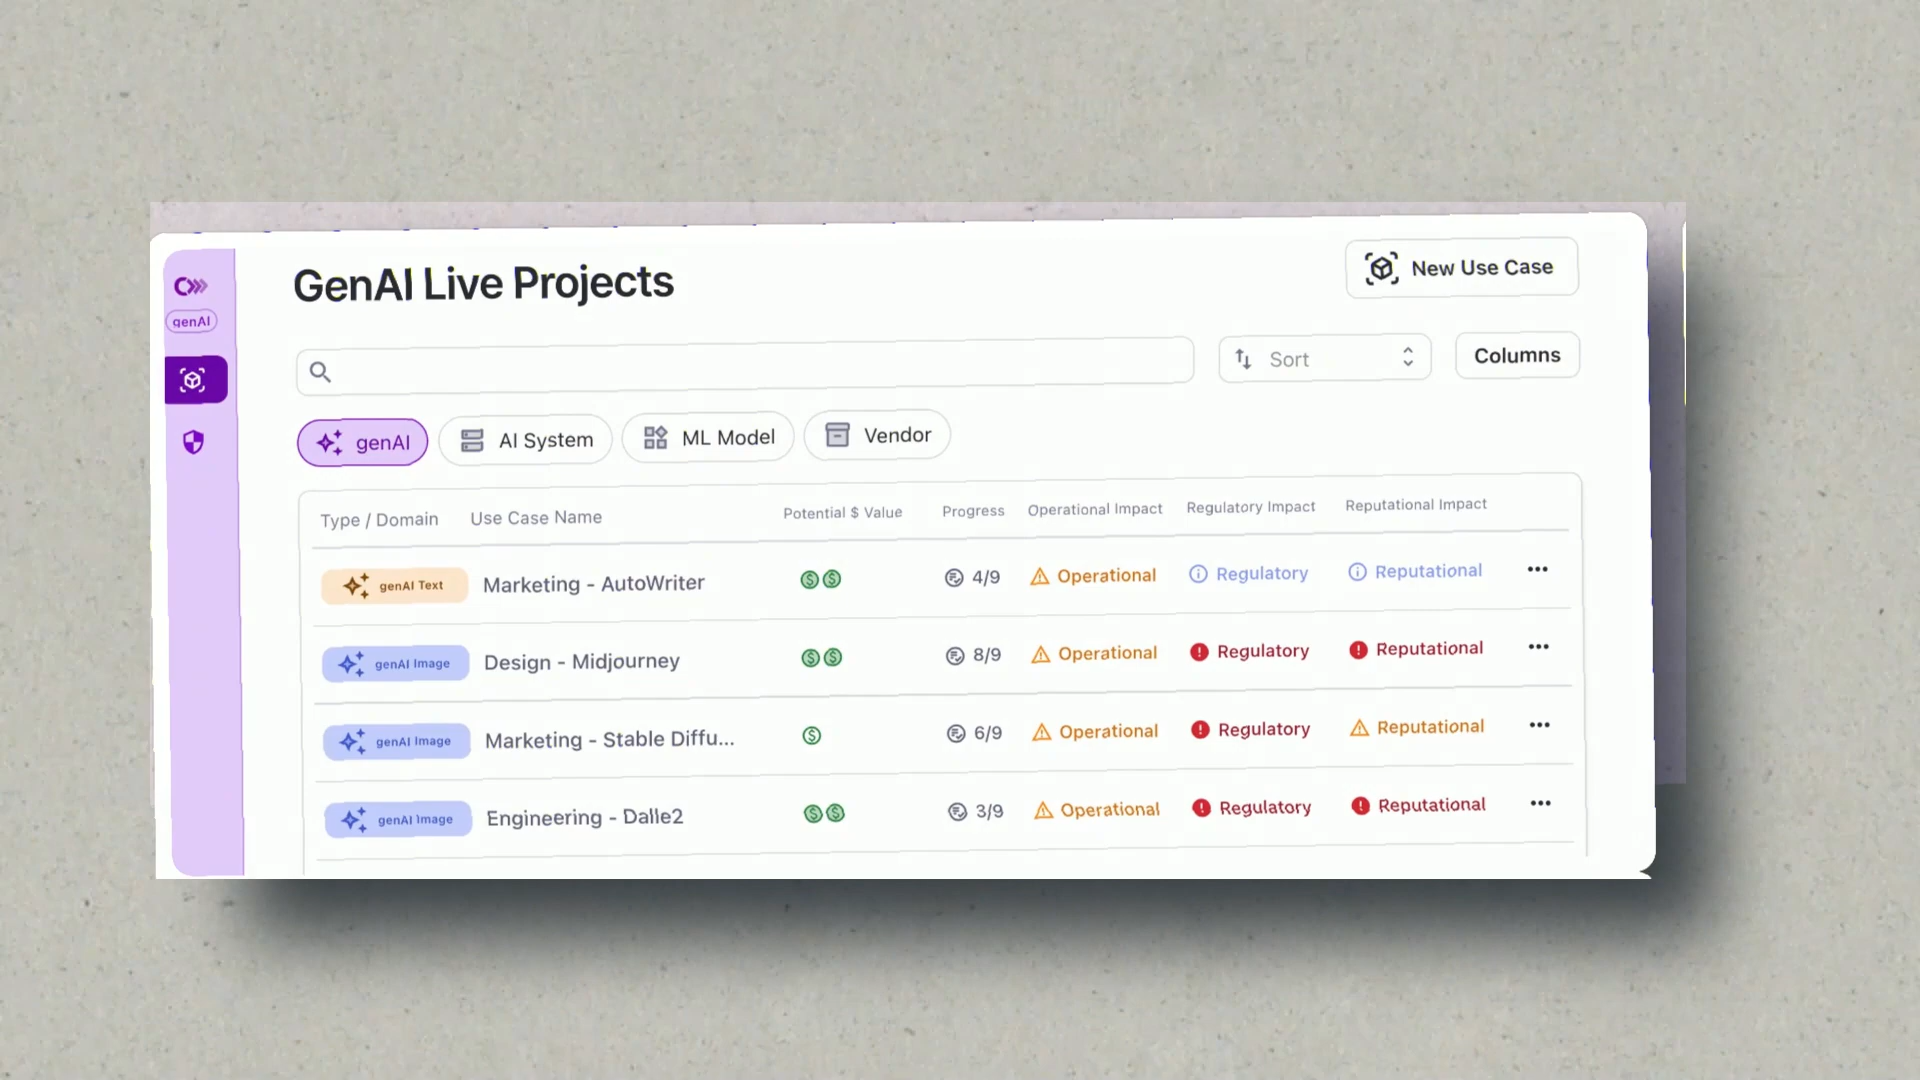 GenAI Live Projects
New Use Case
genAI
Sort
Columns
genAI
AI System
ML Model
Vendor
Type / Domain
Use Case Name
Potential $ Value
Progress
Operational Impact
Regulatory Impact
Reputational Impact
genAI Text
Marketing - AutoWriter
4/9
Operational
Regulatory
Reputational
genAI Image
Design - Midjourney
8/9
Operational
Regulatory
Reputational
genAI Image
Marketing - Stable Diffu...
6/9
Operational
Regulatory
Reputational
genAI Image
Engineering - Dalle2
3/9
Operational
Regulatory
Reputational